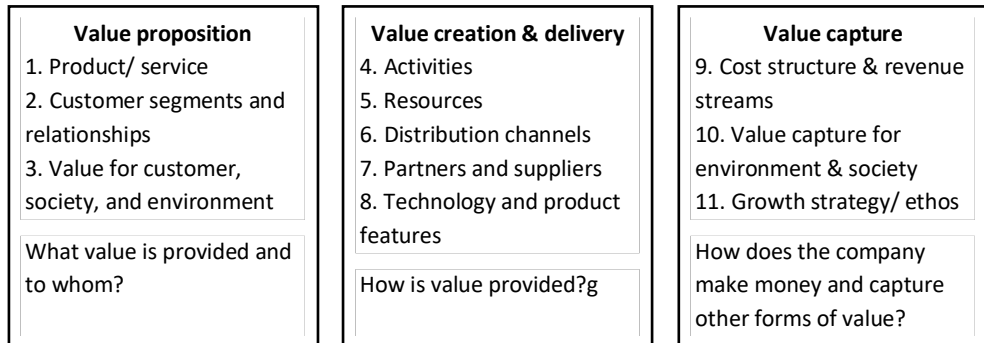 Value proposition
1. Product/ service
2. Customer segments and
relationships
3. Value for customer,
society, and environment
What value is provided and
to whom?
Value creation & delivery
4. Activities
5. Resources
6. Distribution channels
7. Partners and suppliers
8. Technology and product
features
How is value provided?g
Value capture
9. Cost structure & revenue
streams
10. Value capture for
environment & society
11. Growth strategy/ ethos
How does the company
make money and capture
other forms of value?